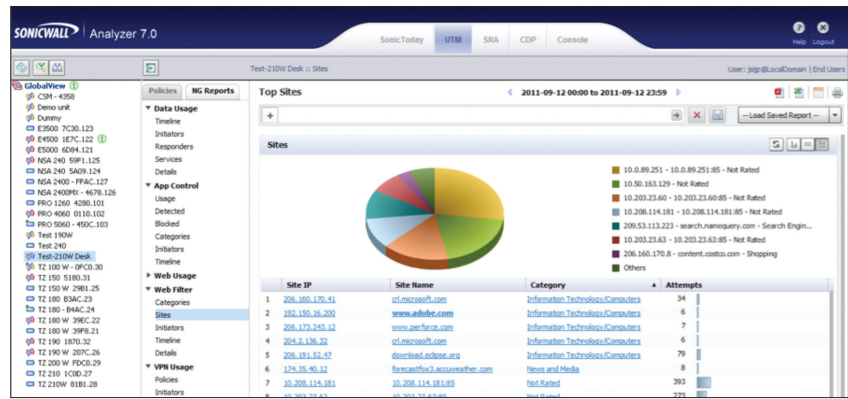 SONICWALL Analyzer 7.0
SonicToday UTM SRA CDP Console
Help Logout
Test-210W Desk :: Sites
User: jsijp@LocalDomain | End Users
GlobalView
CSM - 4358
Demo unit
Dummy
E3500 7C30.123
E4500 1E7C.122
E5000 6D84.121
NSA 240 59F1.125
NSA 240 5A09.124
NSA 2400 - FFAC.127
NSA 2400MX - 4678.126
PRO 1260 4280.101
PRO 4060 0110.102
PRO 5060 - 450C.103
Test 190W
Test 240
Test-210W Desk
TZ 100 W - 0FC0.30
TZ 150 5180.31
TZ 150 W 29B1.25
TZ 180 B3AC.23
TZ 180 - B4AC.24
TZ 180 W 39EC.22
TZ 180 W 39F8.21
TZ 190 1870.32
TZ 190 W 207C.26
TZ 200 W FDC0.29
TZ 210 1C0D.27
TZ 210W 81B1.28
Policies NG Reports
Data Usage
Timeline
Initiators
Responders
Services
Details
App Control
Usage
Detected
Blocked
Categories
Initiators
Timeline
Web Usage
Web Filter
Categories
Sites
Initiators
Timeline
Details
VPN Usage
Policies
Initiators
Top Sites
2011-09-12 00:00 to 2011-09-12 23:59
+
--Load Saved Report--
Sites
10.0.89.251 - 10.0.89.251:85 - Not Rated
10.50.163.129 - Not Rated
10.203.23.60 - 10.203.23.60:85 - Not Rated
10.208.114.181 - 10.208.114.181:85 - Not Rated
209.53.113.223 - search.namequery.com - Search Engin...
10.203.23.63 - 10.203.23.63:85 - Not Rated
206.160.170.8 - content.costco.com - Shopping
Others
Site IP Site Name Category Attempts
1 206.160.170.41 crl.microsoft.com Information Technology/Computers 34
2 192.150.16.200 www.adobe.com Information Technology/Computers 6
3 206.173.243.12 www.perforce.com Information Technology/Computers 7
4 204.2.136.32 crl.microsoft.com Information Technology/Computers 6
5 206.191.52.47 download.eclipse.org Information Technology/Computers 79
6 174.35.40.12 forecastfox3.accuweather.com News and Media 8
7 10.208.114.181 10.208.114.181:85 Not Rated 393
8 10.203.23.63 10.203.23.63:85 Not Rated 273